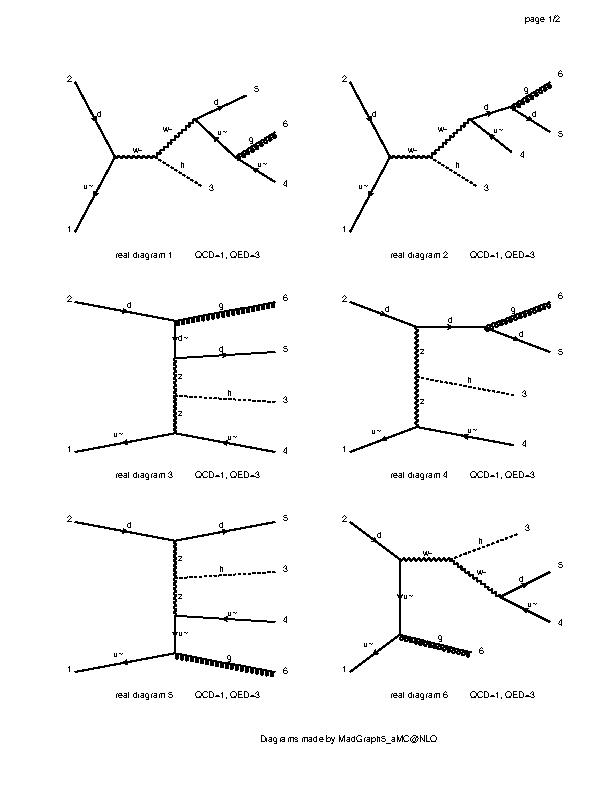 page 1/2
2 d w- w- d 5 6 g u~ u~ h 3 4 u~ 1
real diagram 1 QCD=1, QED=3
2 d w- w- d g 6 d 5 u~ 4 h 3 u~ 1
real diagram 2 QCD=1, QED=3
2 d g 6 d~ d 5 z h 3 z u~ u~ 1 4
real diagram 3 QCD=1, QED=3
2 d d g 6 d 5 z h 3 z u~ u~ 1 4
real diagram 4 QCD=1, QED=3
2 d d 5 z h 3 z u~ 4 u~ u~ g 1 6
real diagram 5 QCD=1, QED=3
2 d w- h 3 w- d 5 u~ u~ 4 u~ g 6 1
real diagram 6 QCD=1, QED=3
Diagrams made by MadGraph5_aMC@NLO